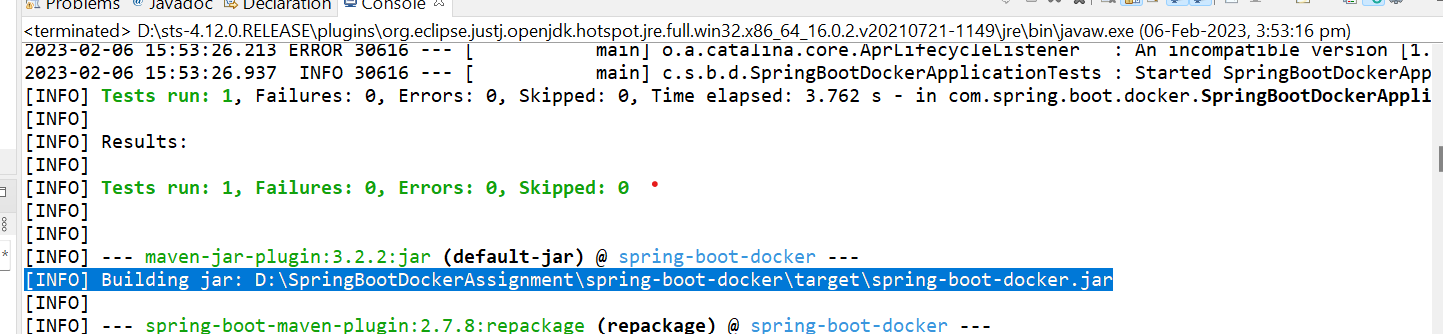 Problems @ Javadoc Declaration Console
<terminated> D:\sts-4.12.0.RELEASE\plugins\org.eclipse.justj.openjdk.hotspot.jre.full.win32.x86_64_16.0.2.v20210721-1149\jre\bin\javaw.exe (06-Feb-2023, 3:53:16 pm)
2023-02-06 15:53:26.213 ERROR 30616 --- [           main] o.a.catalina.core.AprLifecycleListener   : An incompatible version [1.
2023-02-06 15:53:26.937  INFO 30616 --- [           main] c.s.b.d.SpringBootDockerApplicationTests : Started SpringBootDockerApp
[INFO] Tests run: 1, Failures: 0, Errors: 0, Skipped: 0, Time elapsed: 3.762 s - in com.spring.boot.docker.SpringBootDockerAppli
[INFO]
[INFO] Results:
[INFO]
[INFO] Tests run: 1, Failures: 0, Errors: 0, Skipped: 0
[INFO]
[INFO]
[INFO] --- maven-jar-plugin:3.2.2:jar (default-jar) @ spring-boot-docker ---
[INFO] Building jar: D:\SpringBootDockerAssignment\spring-boot-docker\target\spring-boot-docker.jar
[INFO]
[INFO] --- spring-boot-maven-plugin:2.7.8:repackage (repackage) @ spring-boot-docker ---